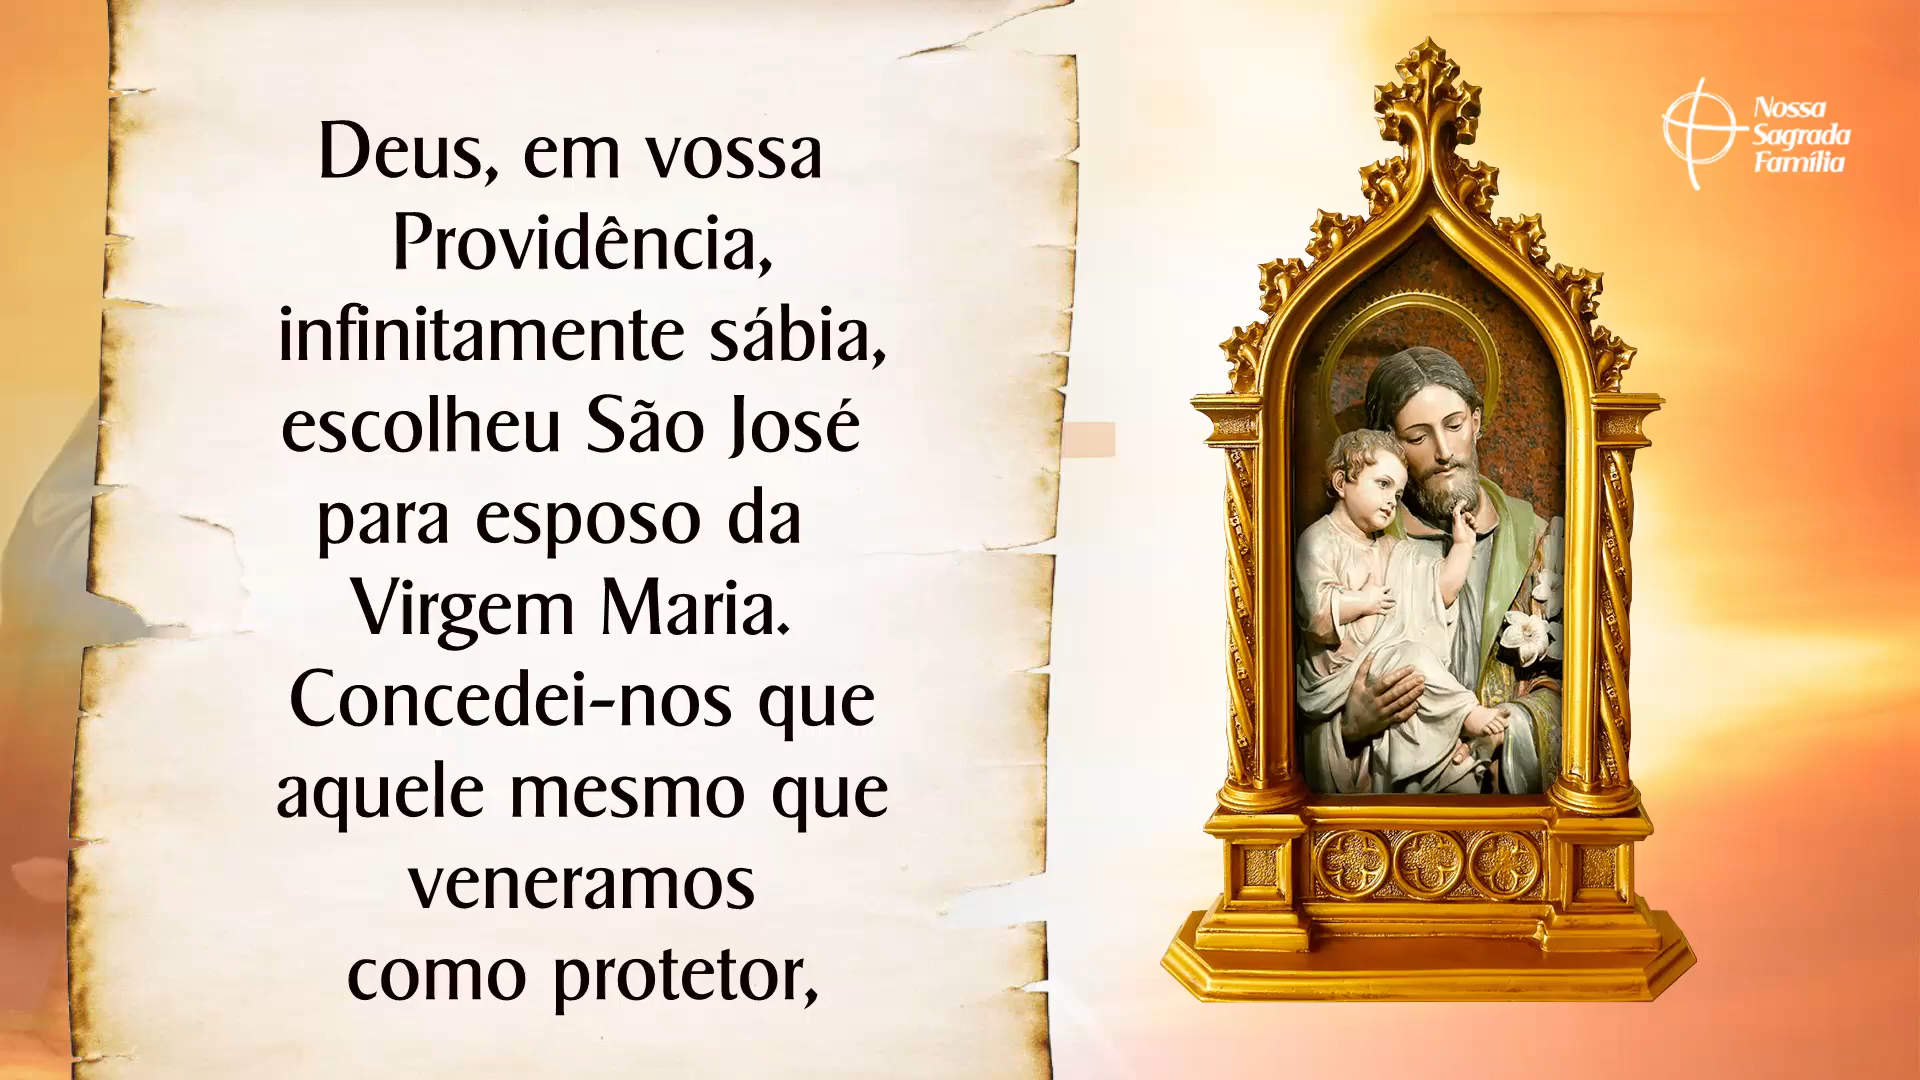 Deus, em vossa
Providência,
infinitamente sábia,
escolheu São José
para esposo da
Virgem Maria.
Concedei-nos que
aquele mesmo que
veneramos
como protetor,
Nossa
Sagrada
Família